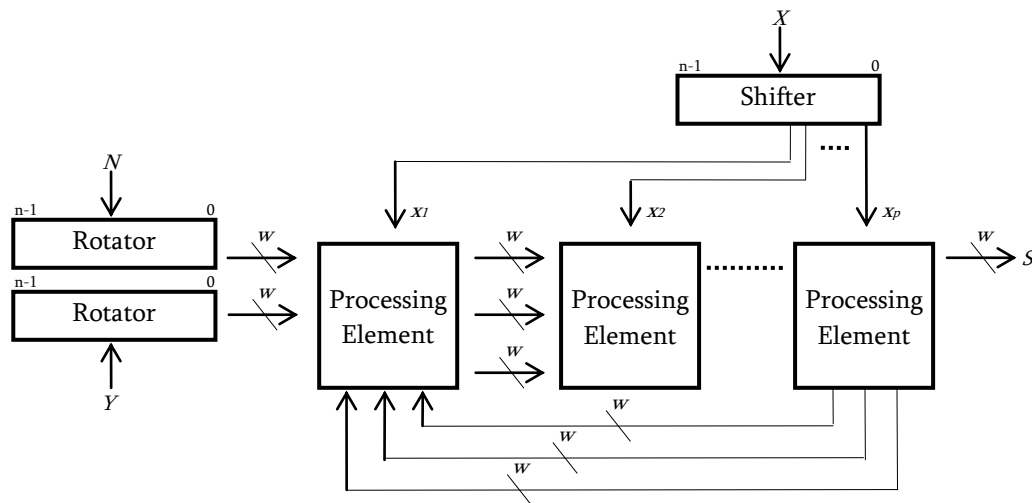 X
n-1 0
Shifter
N
n-1 0
Rotator
n-1 0
Rotator
Y
w
w
x1
x2
xp
Processing
Element
w
w
w
Processing
Element
Processing
Element
w
S
w
w
w